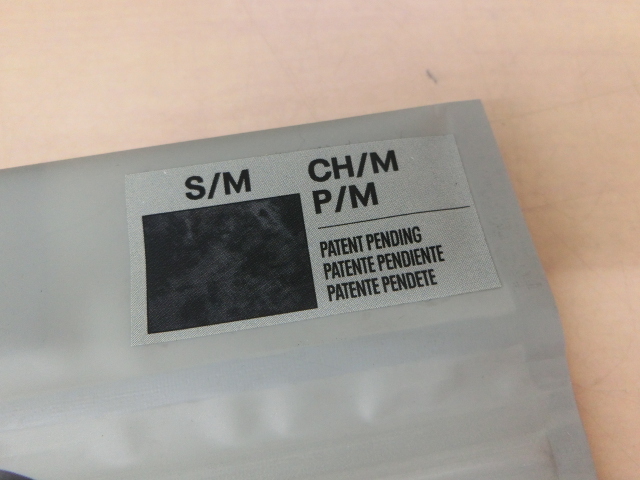 S/M
CH/M
P/M
PATENT PENDING
PATENTE PENDIENTE
PATENTE PENDETE